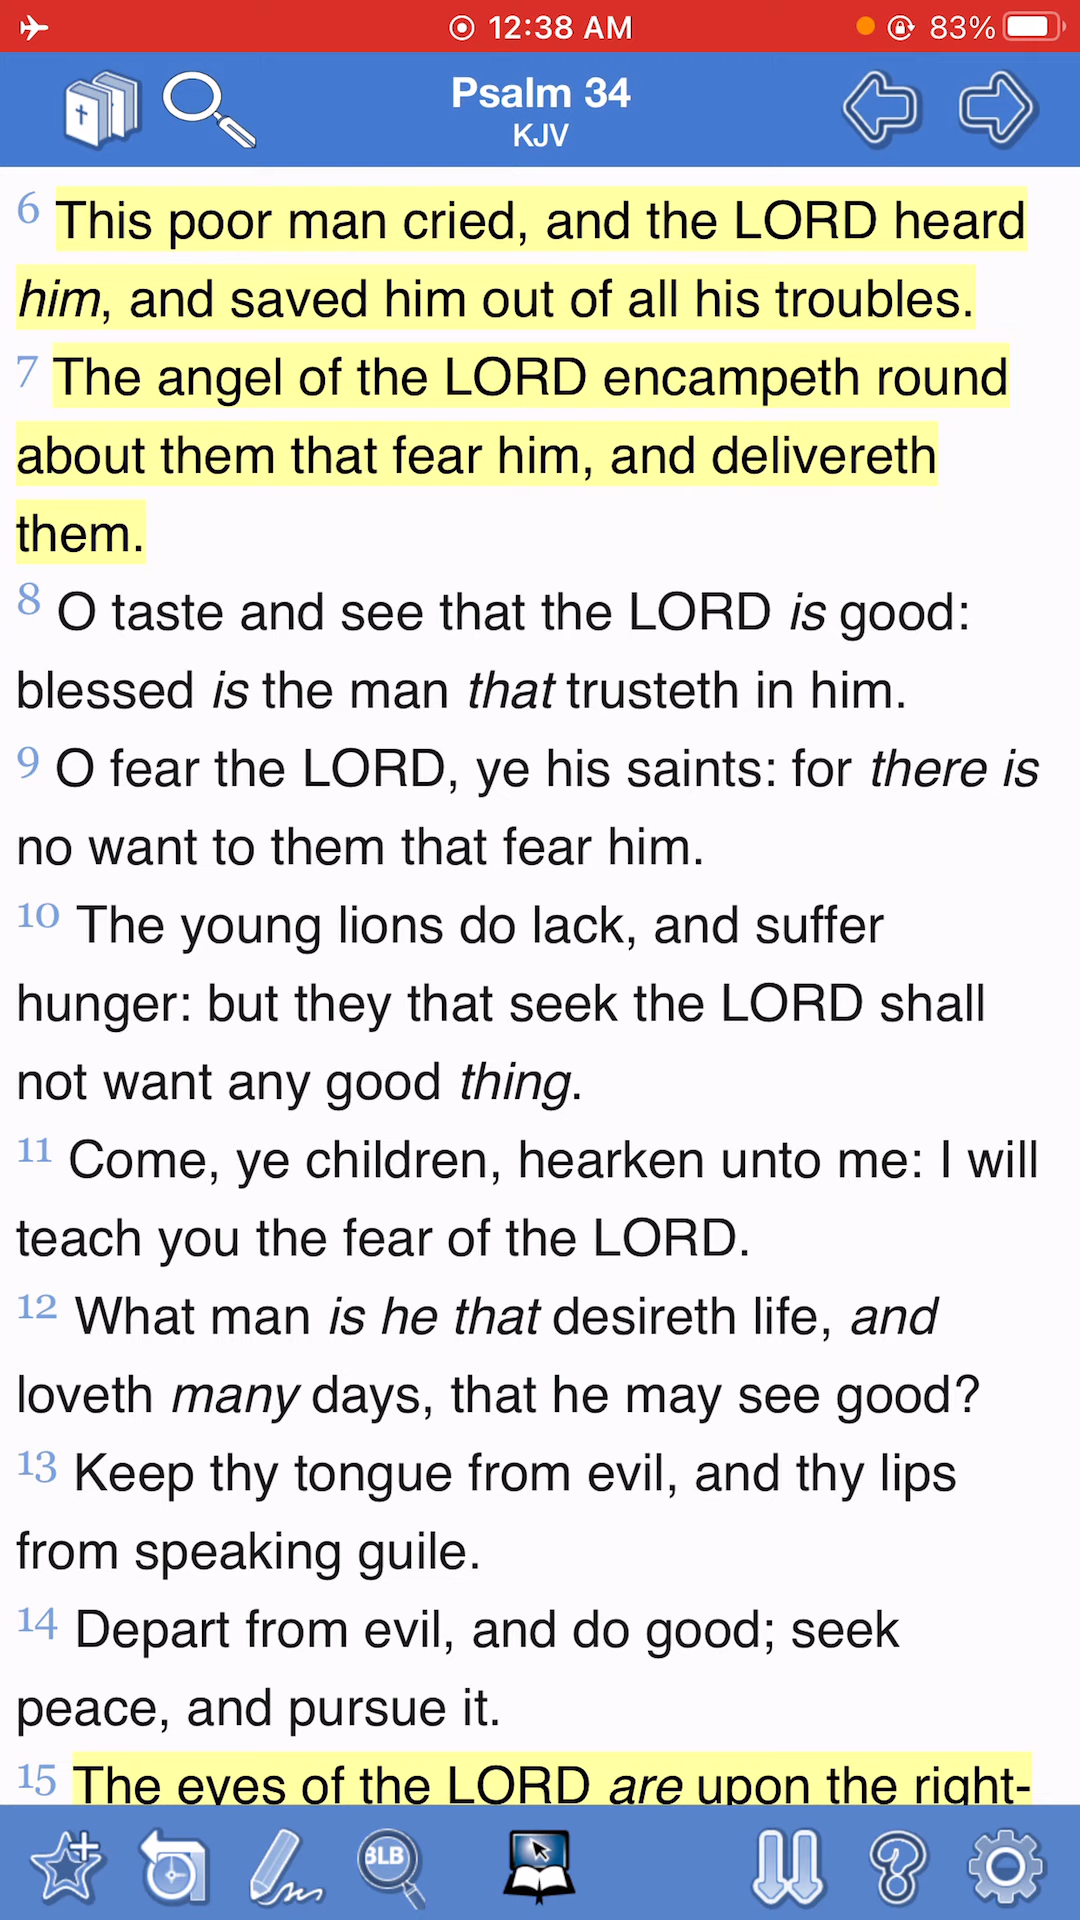 12:38 AM
83%
Psalm 34
KJV
6 This poor man cried, and the LORD heard
him, and saved him out of all his troubles.
7 The angel of the LORD encampeth round
about them that fear him, and delivereth
them.
8 O taste and see that the LORD is good:
blessed is the man that trusteth in him.
9 O fear the LORD, ye his saints: for there is
no want to them that fear him.
10 The young lions do lack, and suffer
hunger: but they that seek the LORD shall
not want any good thing.
11 Come, ye children, hearken unto me: I will
teach you the fear of the LORD.
12 What man is he that desireth life, and
loveth many days, that he may see good?
13 Keep thy tongue from evil, and thy lips
from speaking guile.
14 Depart from evil, and do good; seek
peace, and pursue it.
15 The eyes of the LORD are upon the right-
BLB